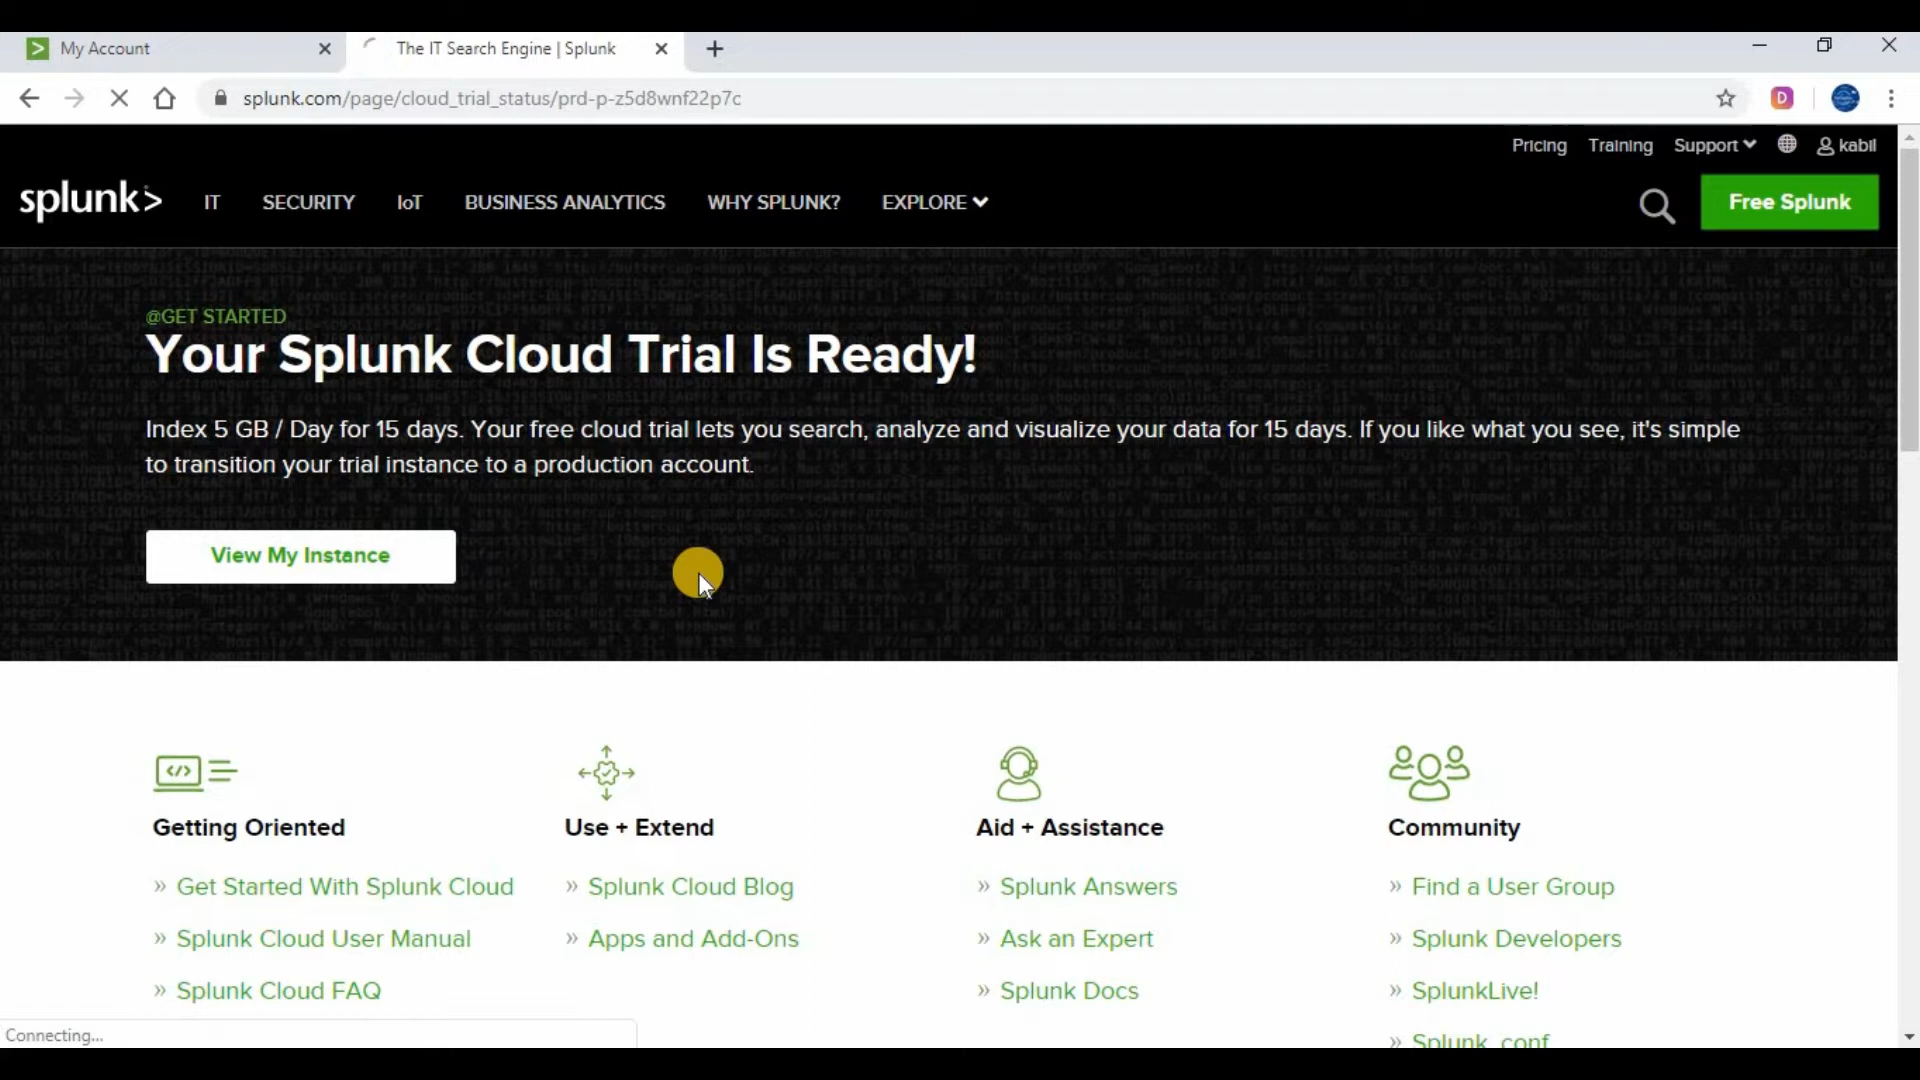 My Account
The IT Search Engine | Splunk
splunk.com/page/cloud_trial_status/prd-p-z5d8wnf22p7c
D
Pricing Training Support kabil
splunk> IT SECURITY IoT BUSINESS ANALYTICS WHY SPLUNK? EXPLORE Free Splunk
@GET STARTED
Your Splunk Cloud Trial Is Ready!
Index 5 GB / Day for 15 days. Your free cloud trial lets you search, analyze and visualize your data for 15 days. If you like what you see, it's simple
to transition your trial instance to a production account.
View My Instance
Getting Oriented
» Get Started With Splunk Cloud
» Splunk Cloud User Manual
» Splunk Cloud FAQ
Use + Extend
» Splunk Cloud Blog
» Apps and Add-Ons
Aid + Assistance
» Splunk Answers
» Ask an Expert
» Splunk Docs
Community
» Find a User Group
» Splunk Developers
» SplunkLive!
» Splunk .conf
Connecting...